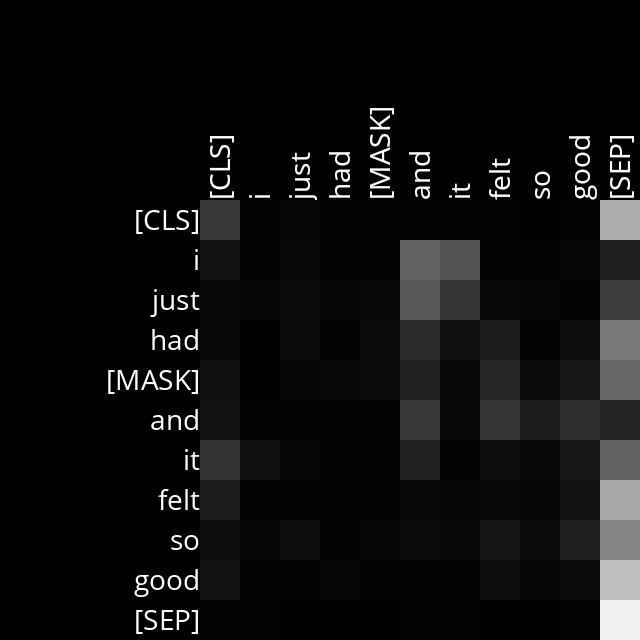 [CLS] i just had [MASK] and it felt so good [SEP]
[CLS]
i
just
had
[MASK]
and
it
felt
so
good
[SEP]